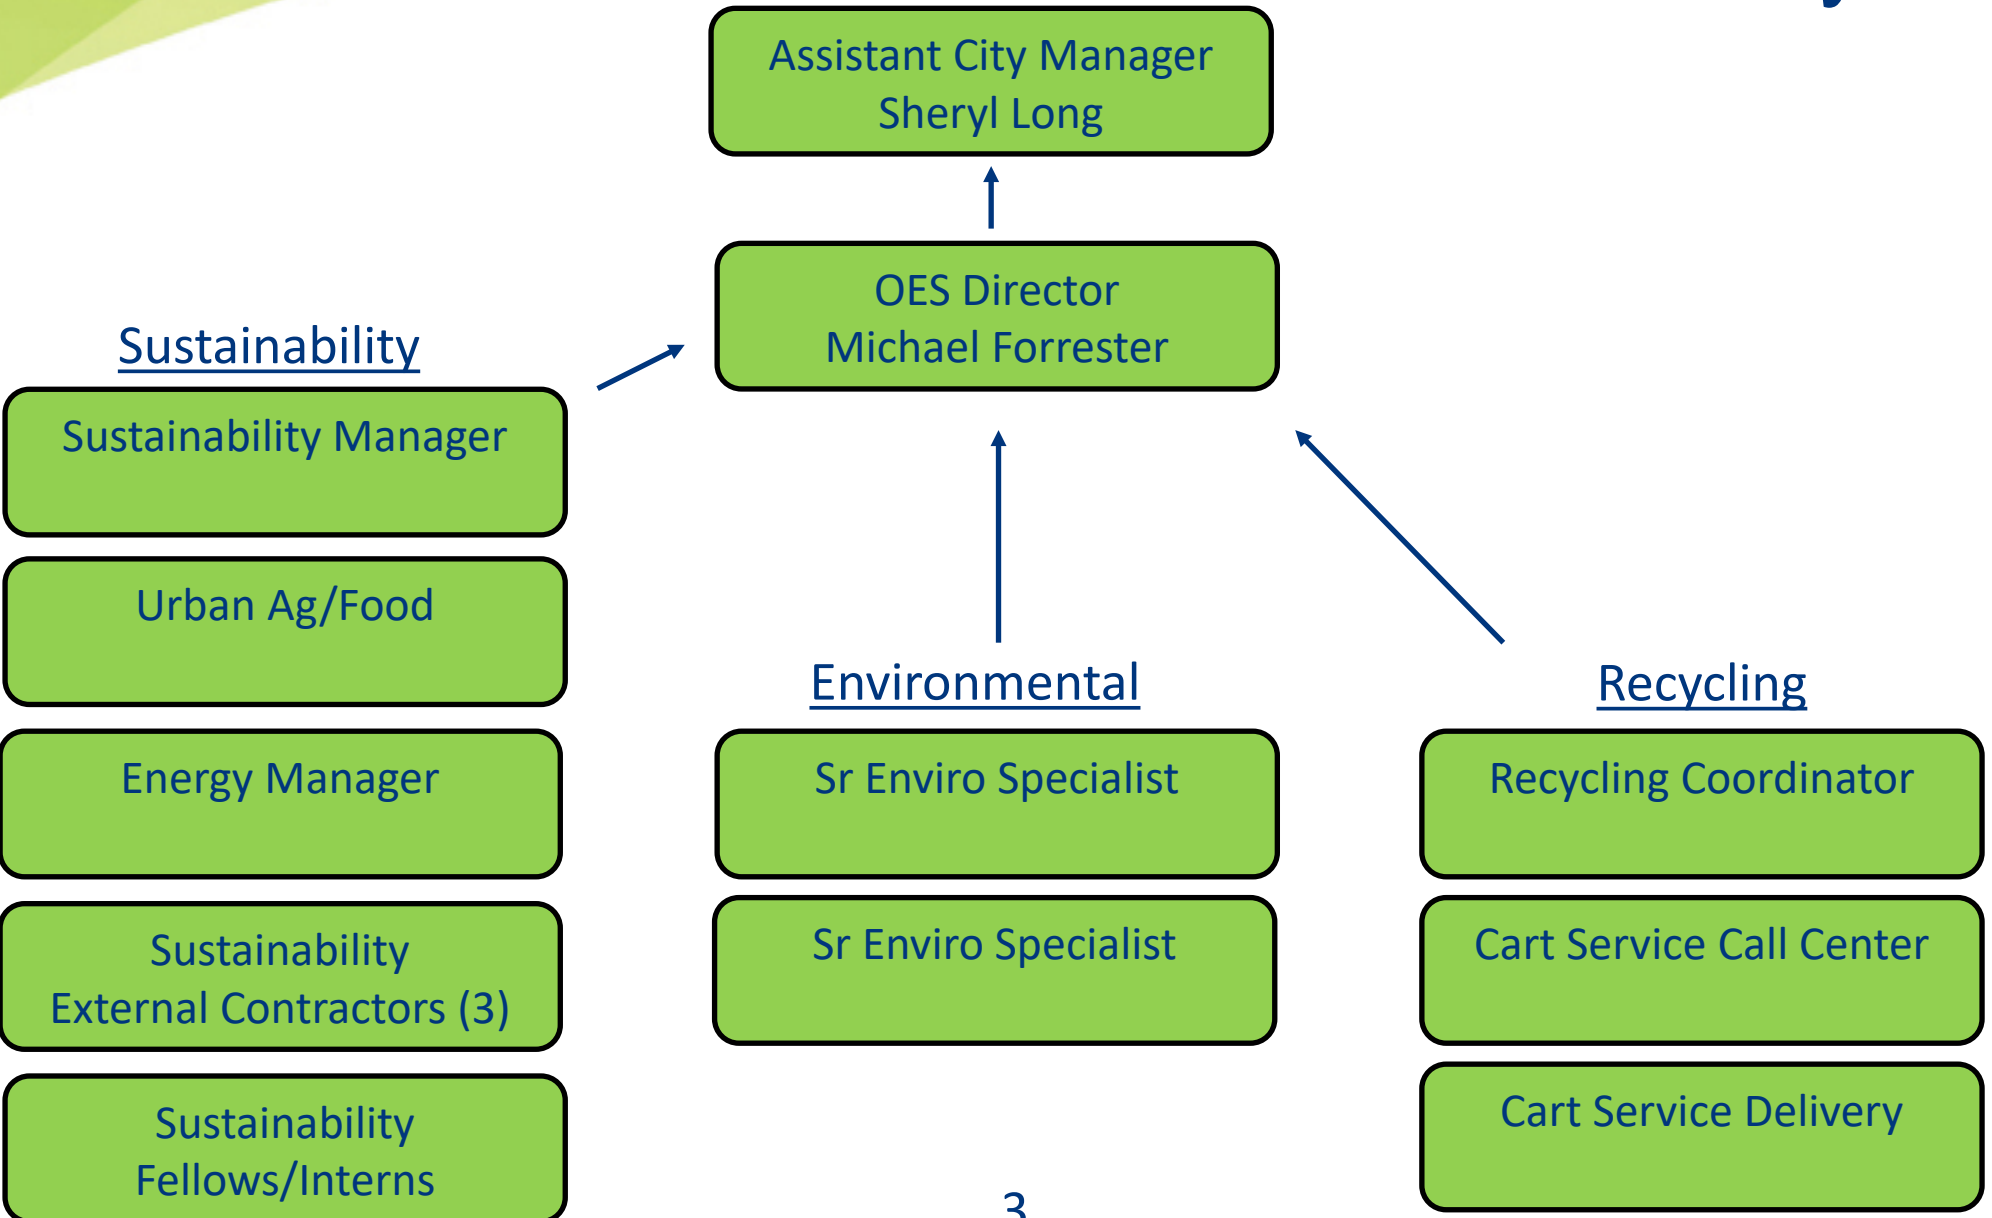 Assistant City Manager
Sheryl Long
OES Director
Michael Forrester
Sustainability
Sustainability Manager
Urban Ag/Food
Energy Manager
Sustainability
External Contractors (3)
Sustainability
Fellows/Interns
Environmental
Sr Enviro Specialist
Sr Enviro Specialist
Recycling
Recycling Coordinator
Cart Service Call Center
Cart Service Delivery
3